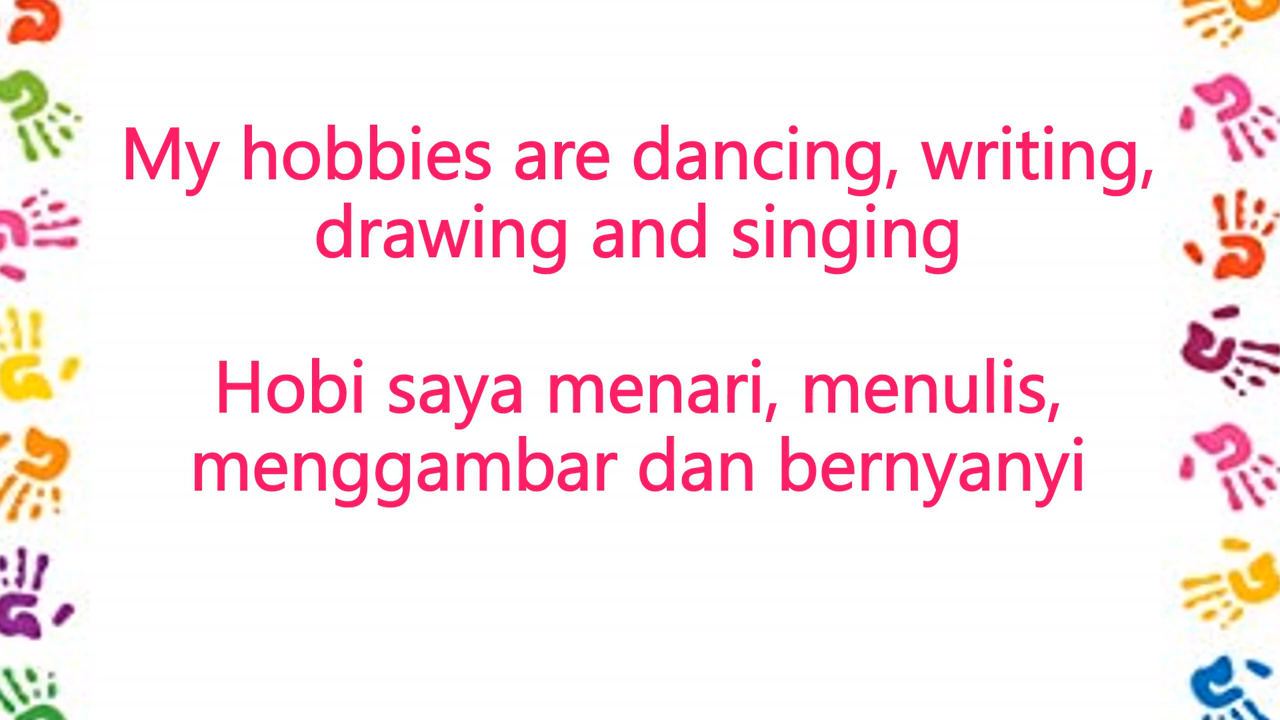 My hobbies are dancing, writing,
drawing and singing
Hobi saya menari, menulis,
menggambar dan bernyanyi